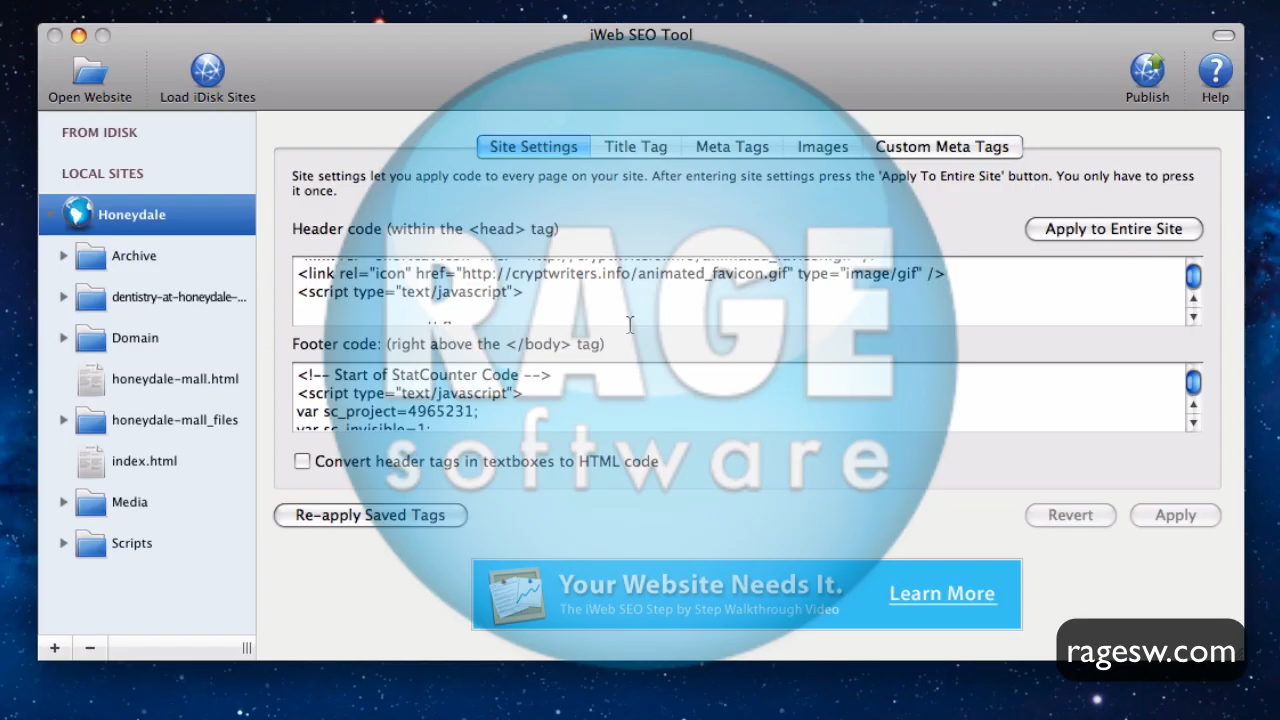 iWeb SEO Tool
Open Website
Load iDisk Sites
Publish
Help
FROM IDISK
LOCAL SITES
Honeydale
Archive
dentistry-at-honeydale-...
Domain
honeydale-mall.html
honeydale-mall_files
index.html
Media
Scripts
Site Settings
Title Tag
Meta Tags
Images
Custom Meta Tags
Site settings let you apply code to every page on your site. After entering site settings press the 'Apply To Entire Site' button. You only have to press
it once.
Header code (within the <head> tag)
Apply to Entire Site
<link rel="icon" href="http://cryptwriters.info/animated_favicon.gif" type="image/gif" />
<script type="text/javascript">
Footer code: (right above the </body> tag)
<!-- Start of StatCounter Code -->
<script type="text/javascript">
var sc_project=4965231;
var sc_invisible=1;
Convert header tags in textboxes to HTML code
Re-apply Saved Tags
Revert
Apply
RAGE
software
Your Website Needs It.
The iWeb SEO Step by Step Walkthrough Video
Learn More
ragesw.com